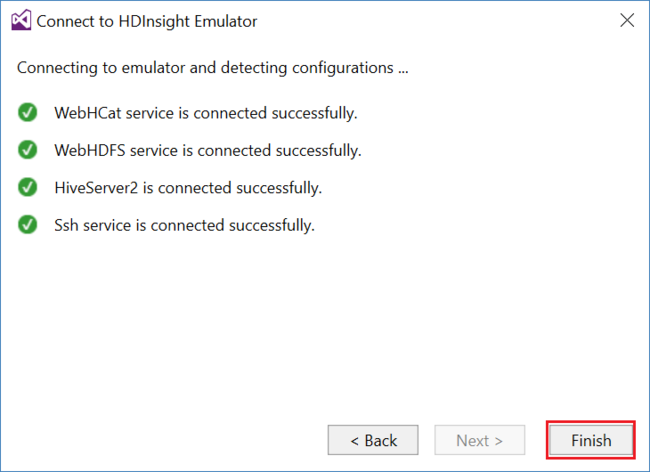 Connect to HDInsight Emulator
Connecting to emulator and detecting configurations ...
WebHCat service is connected successfully.
WebHDFS service is connected successfully.
HiveServer2 is connected successfully.
Ssh service is connected successfully.
< Back Next > Finish